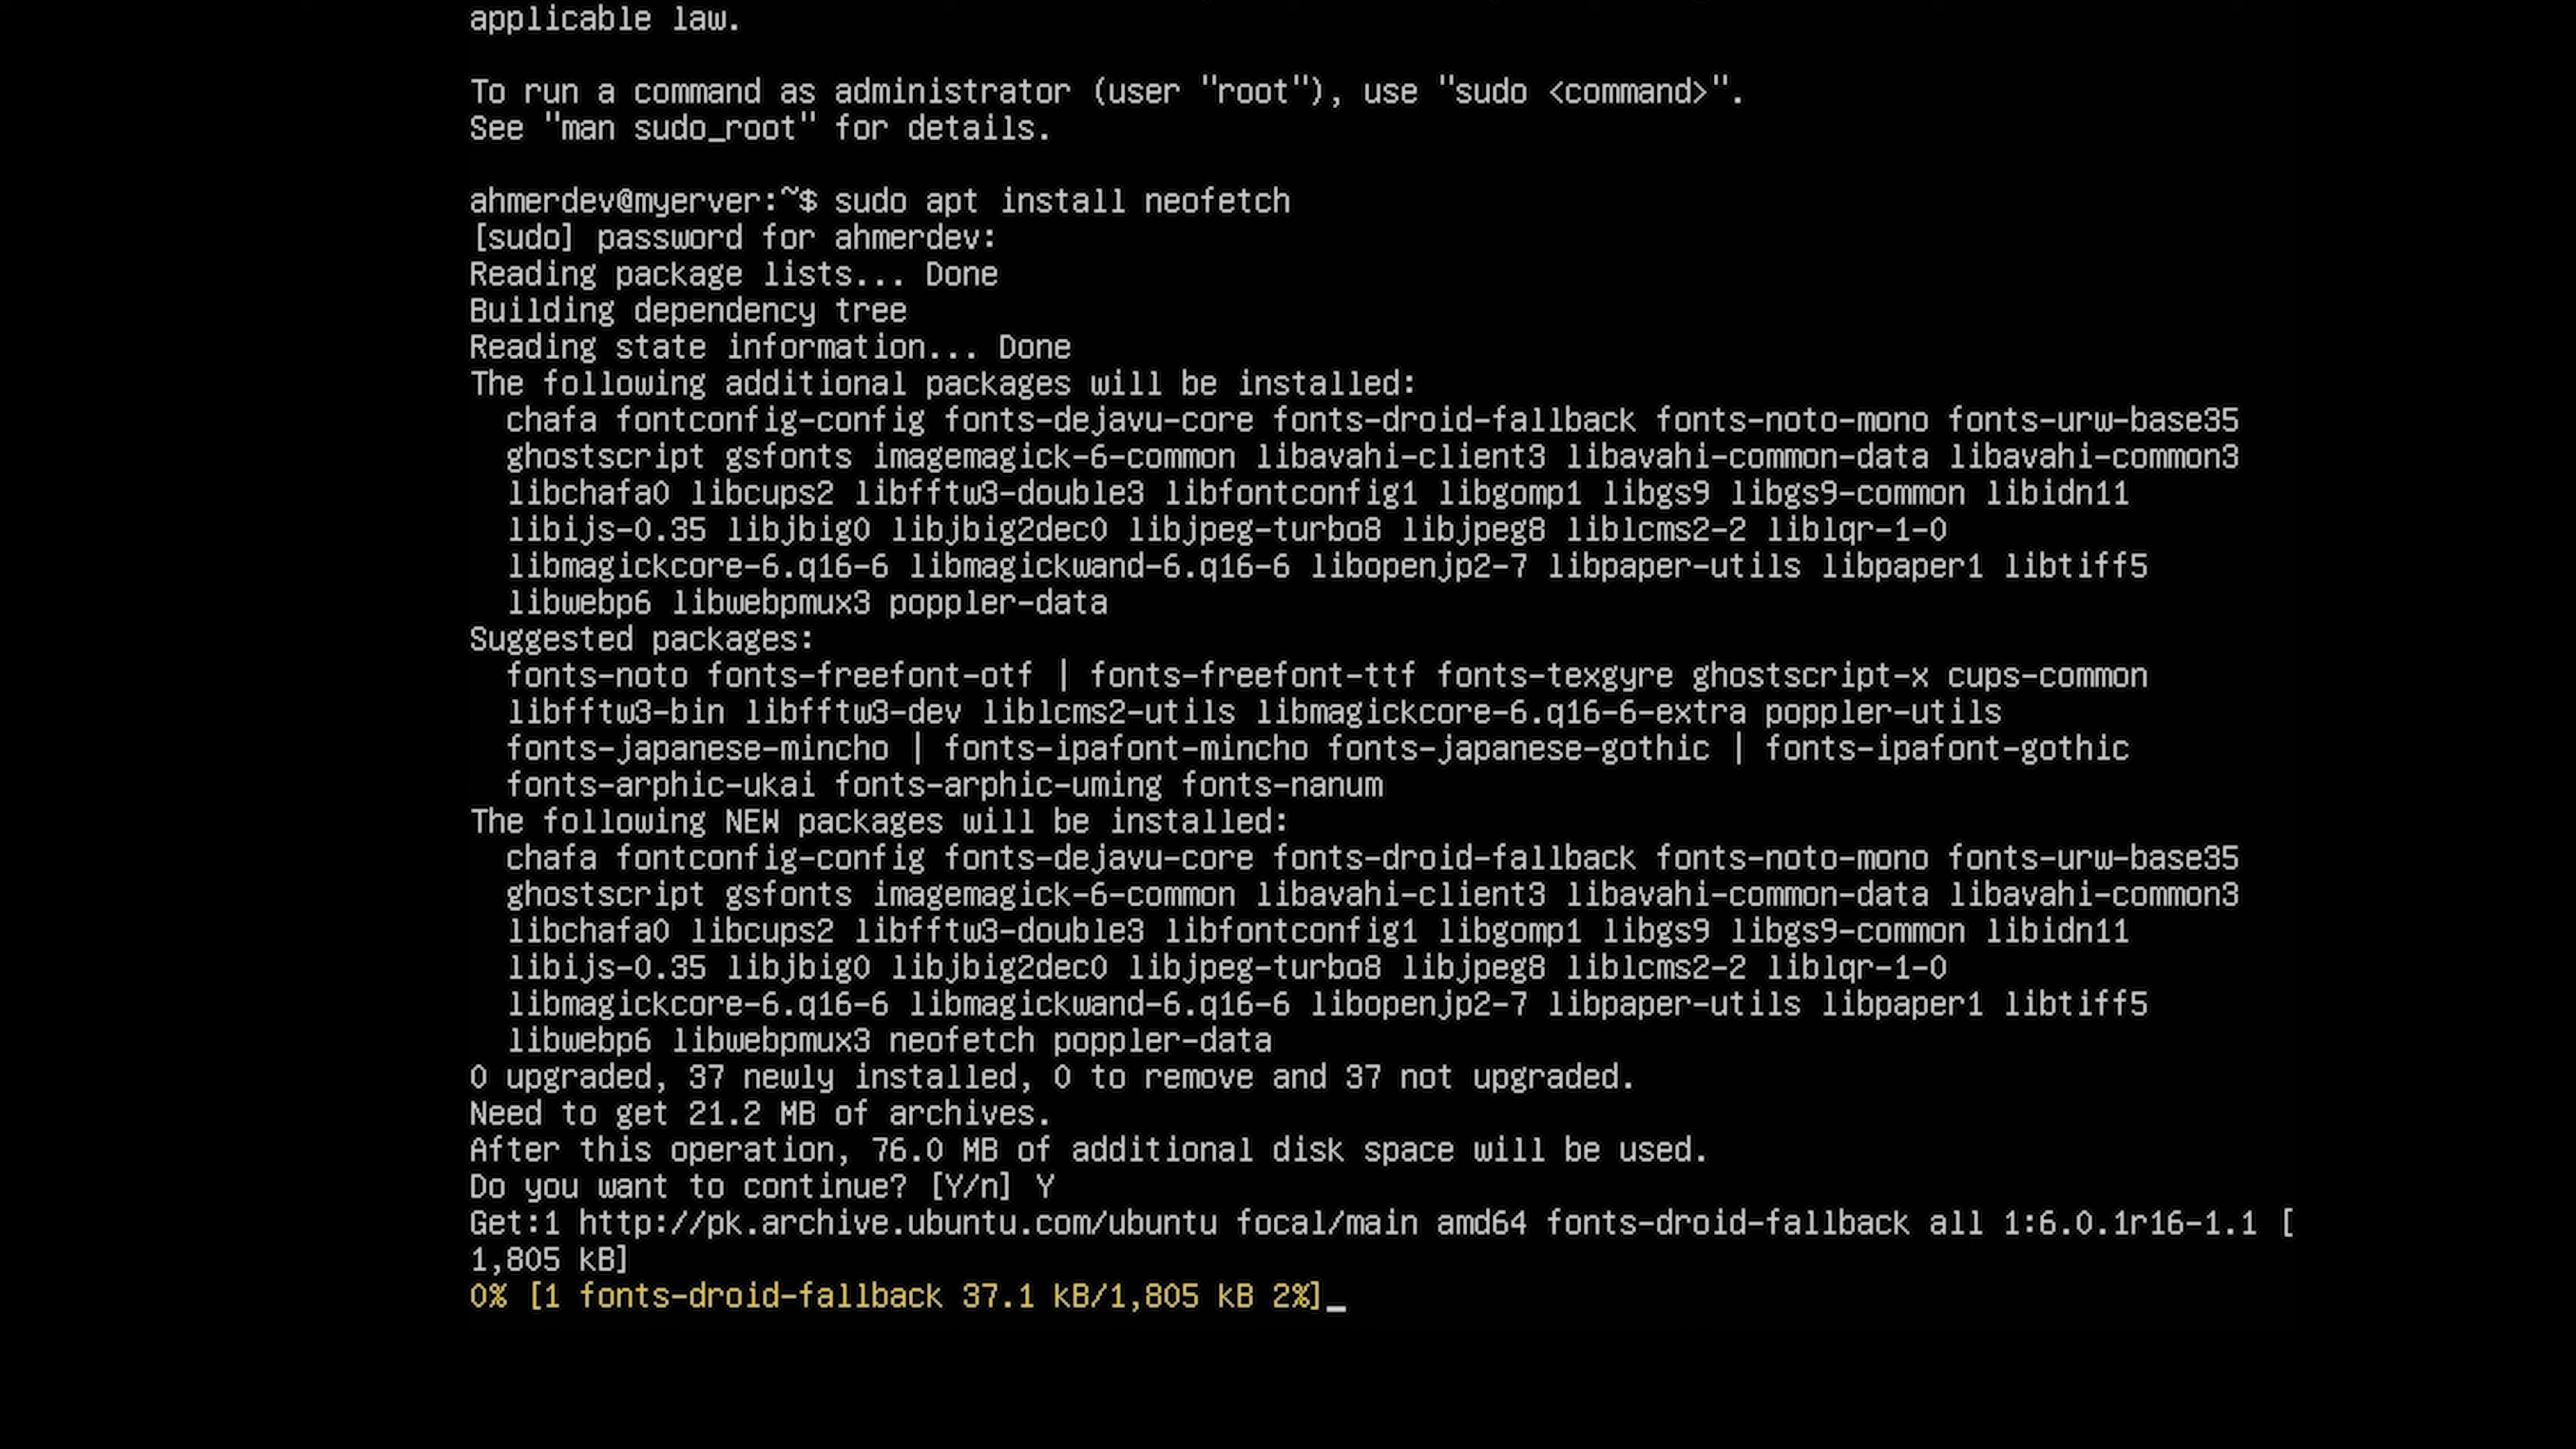 applicable law.
To run a command as administrator (user "root"), use "sudo <command>".
See "man sudo_root" for details.
ahmerdev@myerver:~$ sudo apt install neofetch
[sudo] password for ahmerdev:
Reading package lists... Done
Building dependency tree
Reading state information... Done
The following additional packages will be installed:
  chafa fontconfig-config fonts-dejavu-core fonts-droid-fallback fonts-noto-mono fonts-urw-base35
  ghostscript gsfonts imagemagick-6-common libavahi-client3 libavahi-common-data libavahi-common3
  libchafa0 libcups2 libfftw3-double3 libfontconfig1 libgomp1 libgs9 libgs9-common libidn11
  libijs-0.35 libjbig0 libjbig2dec0 libjpeg-turbo8 libjpeg8 liblcms2-2 liblqr-1-0
  libmagickcore-6.q16-6 libmagickwand-6.q16-6 libopenjp2-7 libpaper-utils libpaper1 libtiff5
  libwebp6 libwebpmux3 poppler-data
Suggested packages:
  fonts-noto fonts-freefont-otf | fonts-freefont-ttf fonts-texgyre ghostscript-x cups-common
  libfftw3-bin libfftw3-dev liblcms2-utils libmagickcore-6.q16-6-extra poppler-utils
  fonts-japanese-mincho | fonts-ipafont-mincho fonts-japanese-gothic | fonts-ipafont-gothic
  fonts-arphic-ukai fonts-arphic-uming fonts-nanum
The following NEW packages will be installed:
  chafa fontconfig-config fonts-dejavu-core fonts-droid-fallback fonts-noto-mono fonts-urw-base35
  ghostscript gsfonts imagemagick-6-common libavahi-client3 libavahi-common-data libavahi-common3
  libchafa0 libcups2 libfftw3-double3 libfontconfig1 libgomp1 libgs9 libgs9-common libidn11
  libijs-0.35 libjbig0 libjbig2dec0 libjpeg-turbo8 libjpeg8 liblcms2-2 liblqr-1-0
  libmagickcore-6.q16-6 libmagickwand-6.q16-6 libopenjp2-7 libpaper-utils libpaper1 libtiff5
  libwebp6 libwebpmux3 neofetch poppler-data
0 upgraded, 37 newly installed, 0 to remove and 37 not upgraded.
Need to get 21.2 MB of archives.
After this operation, 76.0 MB of additional disk space will be used.
Do you want to continue? [Y/n] Y
Get:1 http://pk.archive.ubuntu.com/ubuntu focal/main amd64 fonts-droid-fallback all 1:6.0.1r16-1.1 [
1,805 kB]
0% [1 fonts-droid-fallback 37.1 kB/1,805 kB 2%]_